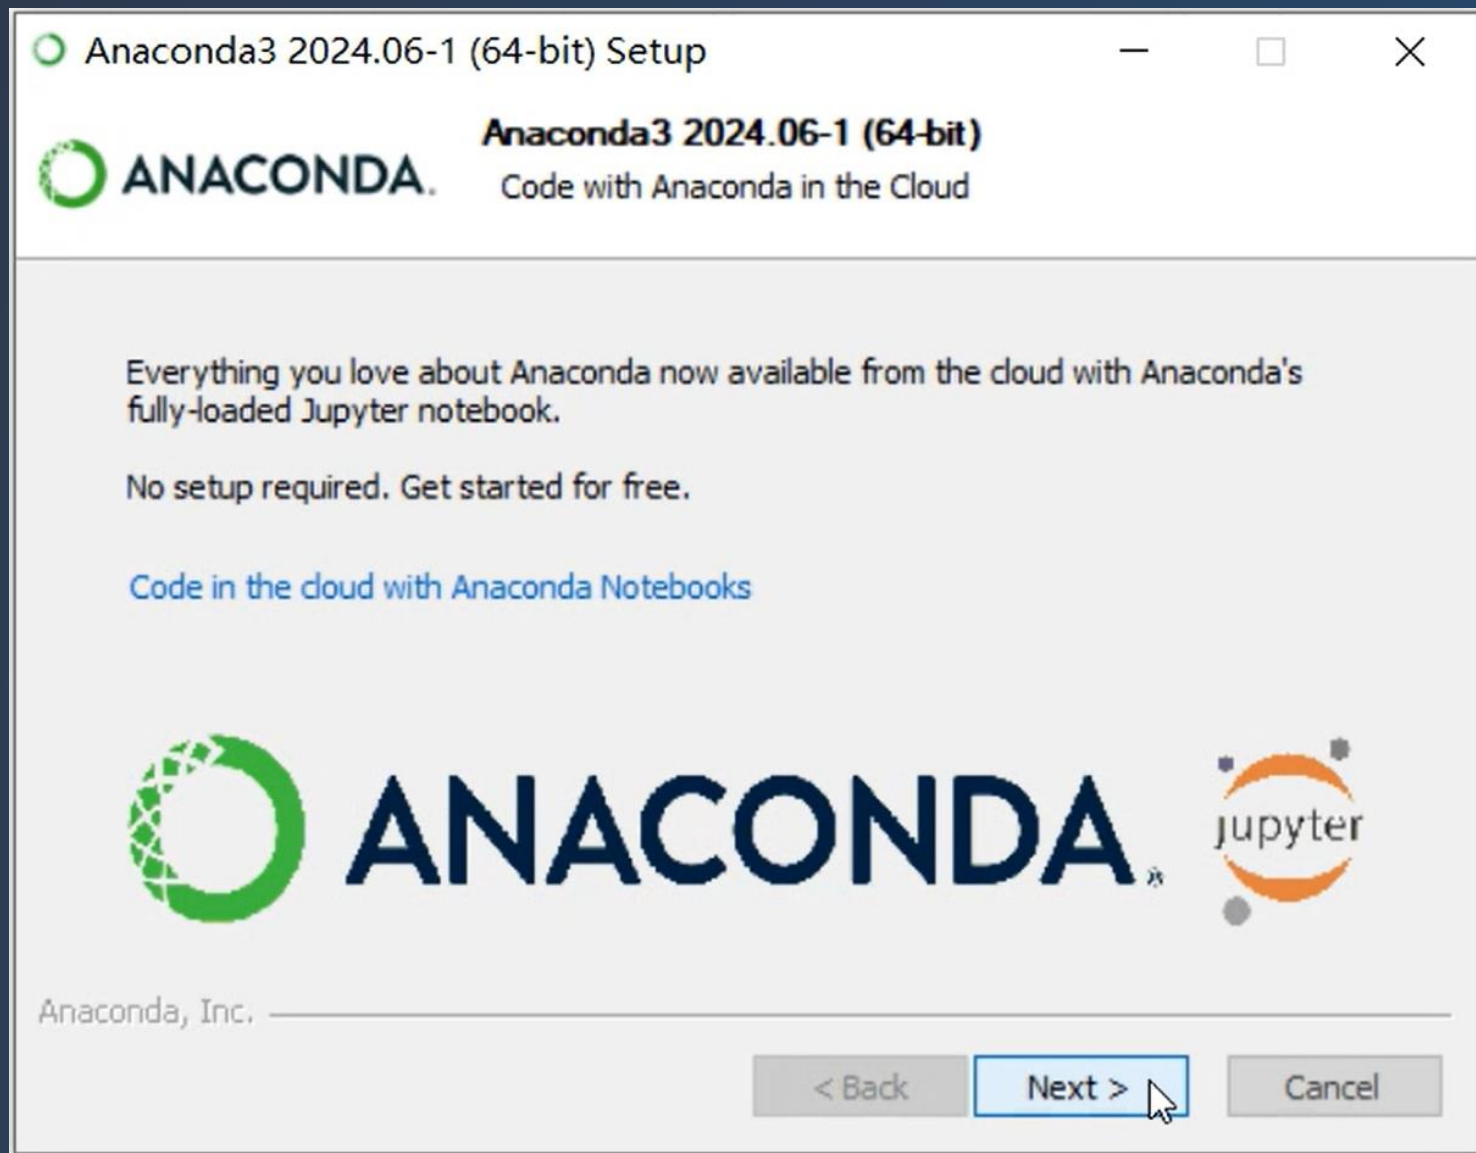 Anaconda3 2024.06-1 (64-bit) Setup
ANACONDA.
Anaconda3 2024.06-1 (64-bit)
Code with Anaconda in the Cloud
Everything you love about Anaconda now available from the cloud with Anaconda's
fully-loaded Jupyter notebook.
No setup required. Get started for free.
Code in the cloud with Anaconda Notebooks
ANACONDA.®
jupyter
Anaconda, Inc.
< Back
Next >
Cancel